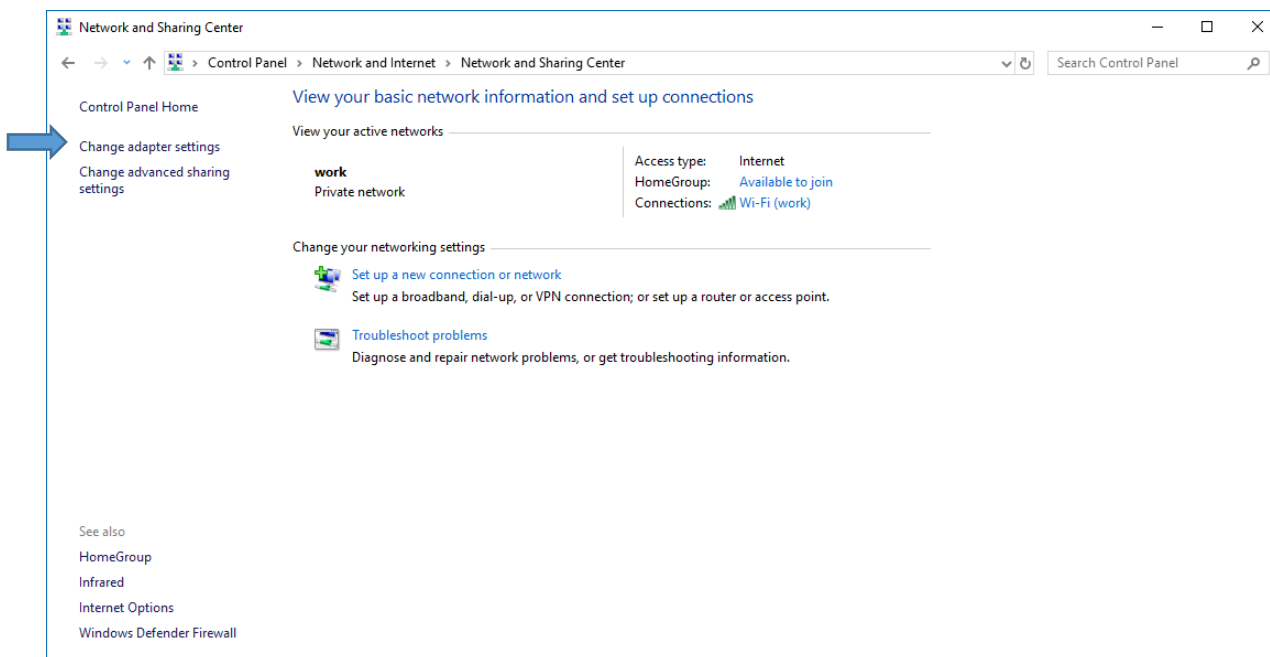 Network and Sharing Center
Control Panel > Network and Internet > Network and Sharing Center
Search Control Panel
Control Panel Home
Change adapter settings
Change advanced sharing
settings
View your basic network information and set up connections
View your active networks
work
Private network
Access type: Internet
HomeGroup: Available to join
Connections: Wi-Fi (work)
Change your networking settings
Set up a new connection or network
Set up a broadband, dial-up, or VPN connection; or set up a router or access point.
Troubleshoot problems
Diagnose and repair network problems, or get troubleshooting information.
See also
HomeGroup
Infrared
Internet Options
Windows Defender Firewall